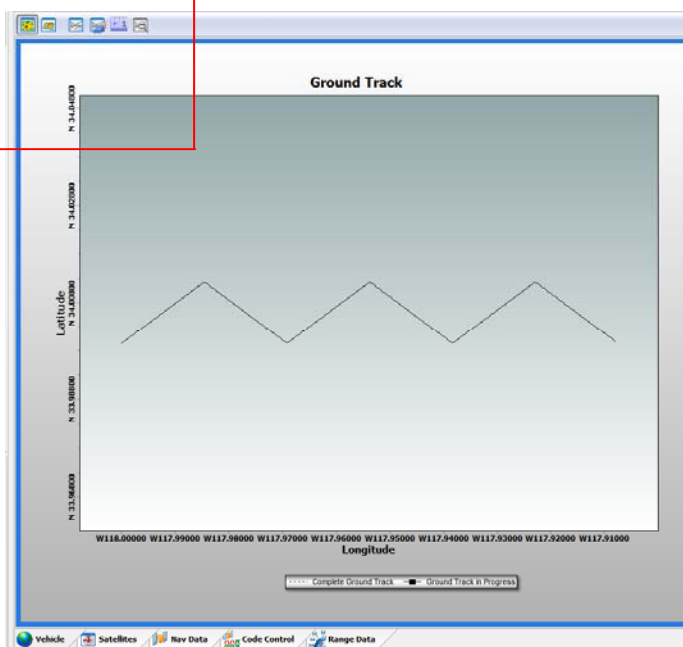 Ground Track
N 34.04000
N 34.02000
N 34.00000
N 33.98000
N 33.96000
Latitude
W118.00000 W117.99000 W117.98000 W117.97000 W117.96000 W117.95000 W117.94000 W117.93000 W117.92000 W117.91000
Longitude
Complete Ground Track Ground Track in Progress
Vehicle Satellites Nav Data Code Control Range Data